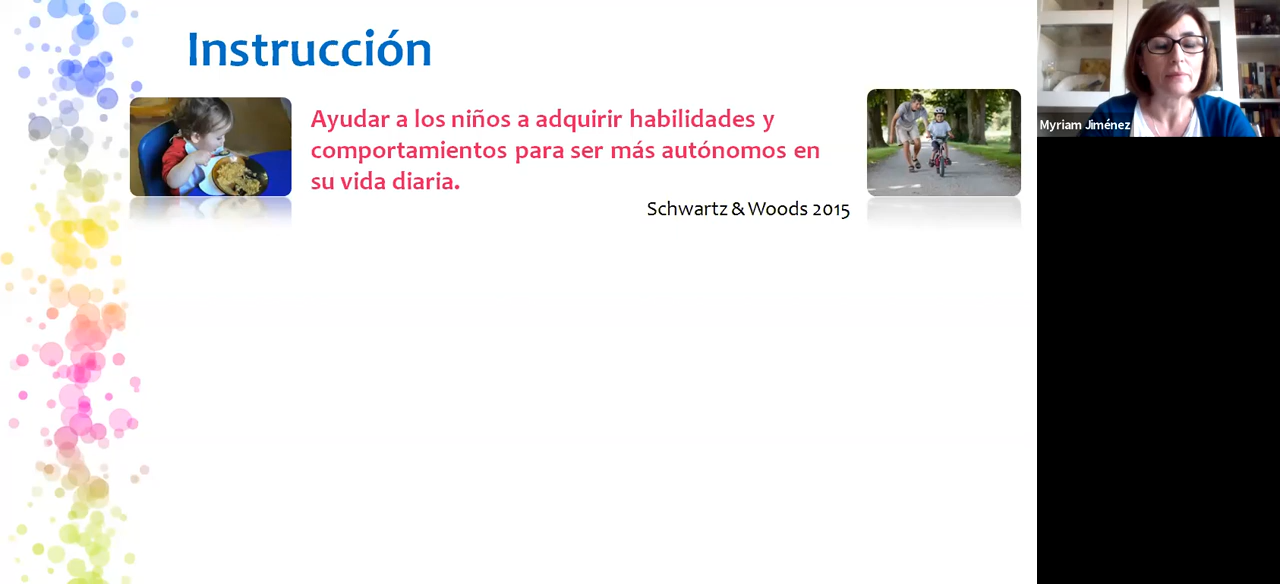 Instrucción
Ayudar a los niños a adquirir habilidades y
comportamientos para ser más autónomos en
su vida diaria.
Schwartz & Woods 2015
Myriam Jiménez